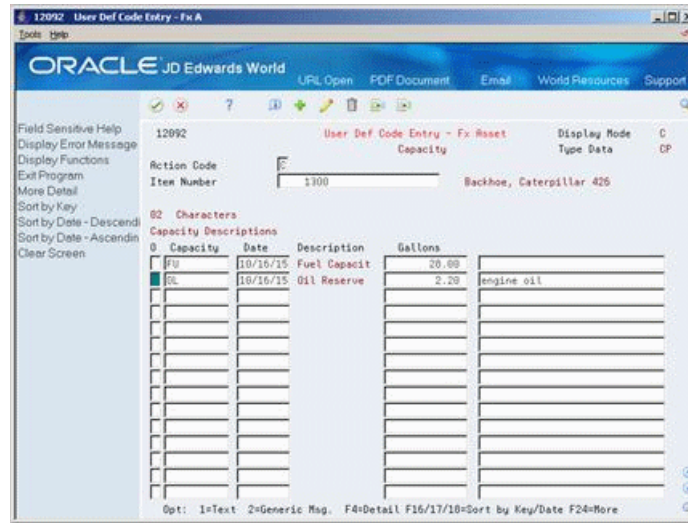 12092 User Def Code Entry - Fx A
Tools Help
ORACLE JD Edwards World
URL Open PDF Document Email World Resources Support
Field Sensitive Help
Display Error Message
Display Functions
Exit Program
More Detail
Sort by Key
Sort by Date - Descendi
Sort by Date - Ascendin
Clear Screen
12092 User Def Code Entry - Fx Asset Display Mode C
Capacity Type Data CP
Action Code C
Item Number 1300 Backhoe, Caterpillar 426
02 Characters
Capacity Descriptions
O Capacity Date Description Gallons
FU 10/16/15 Fuel Capacit 28.00
OL 10/16/15 Oil Reserve 2.20 engine oil
Opt: 1=Text 2=Generic Msg. F4=Detail F16/17/18=Sort by Key/Date F24=More